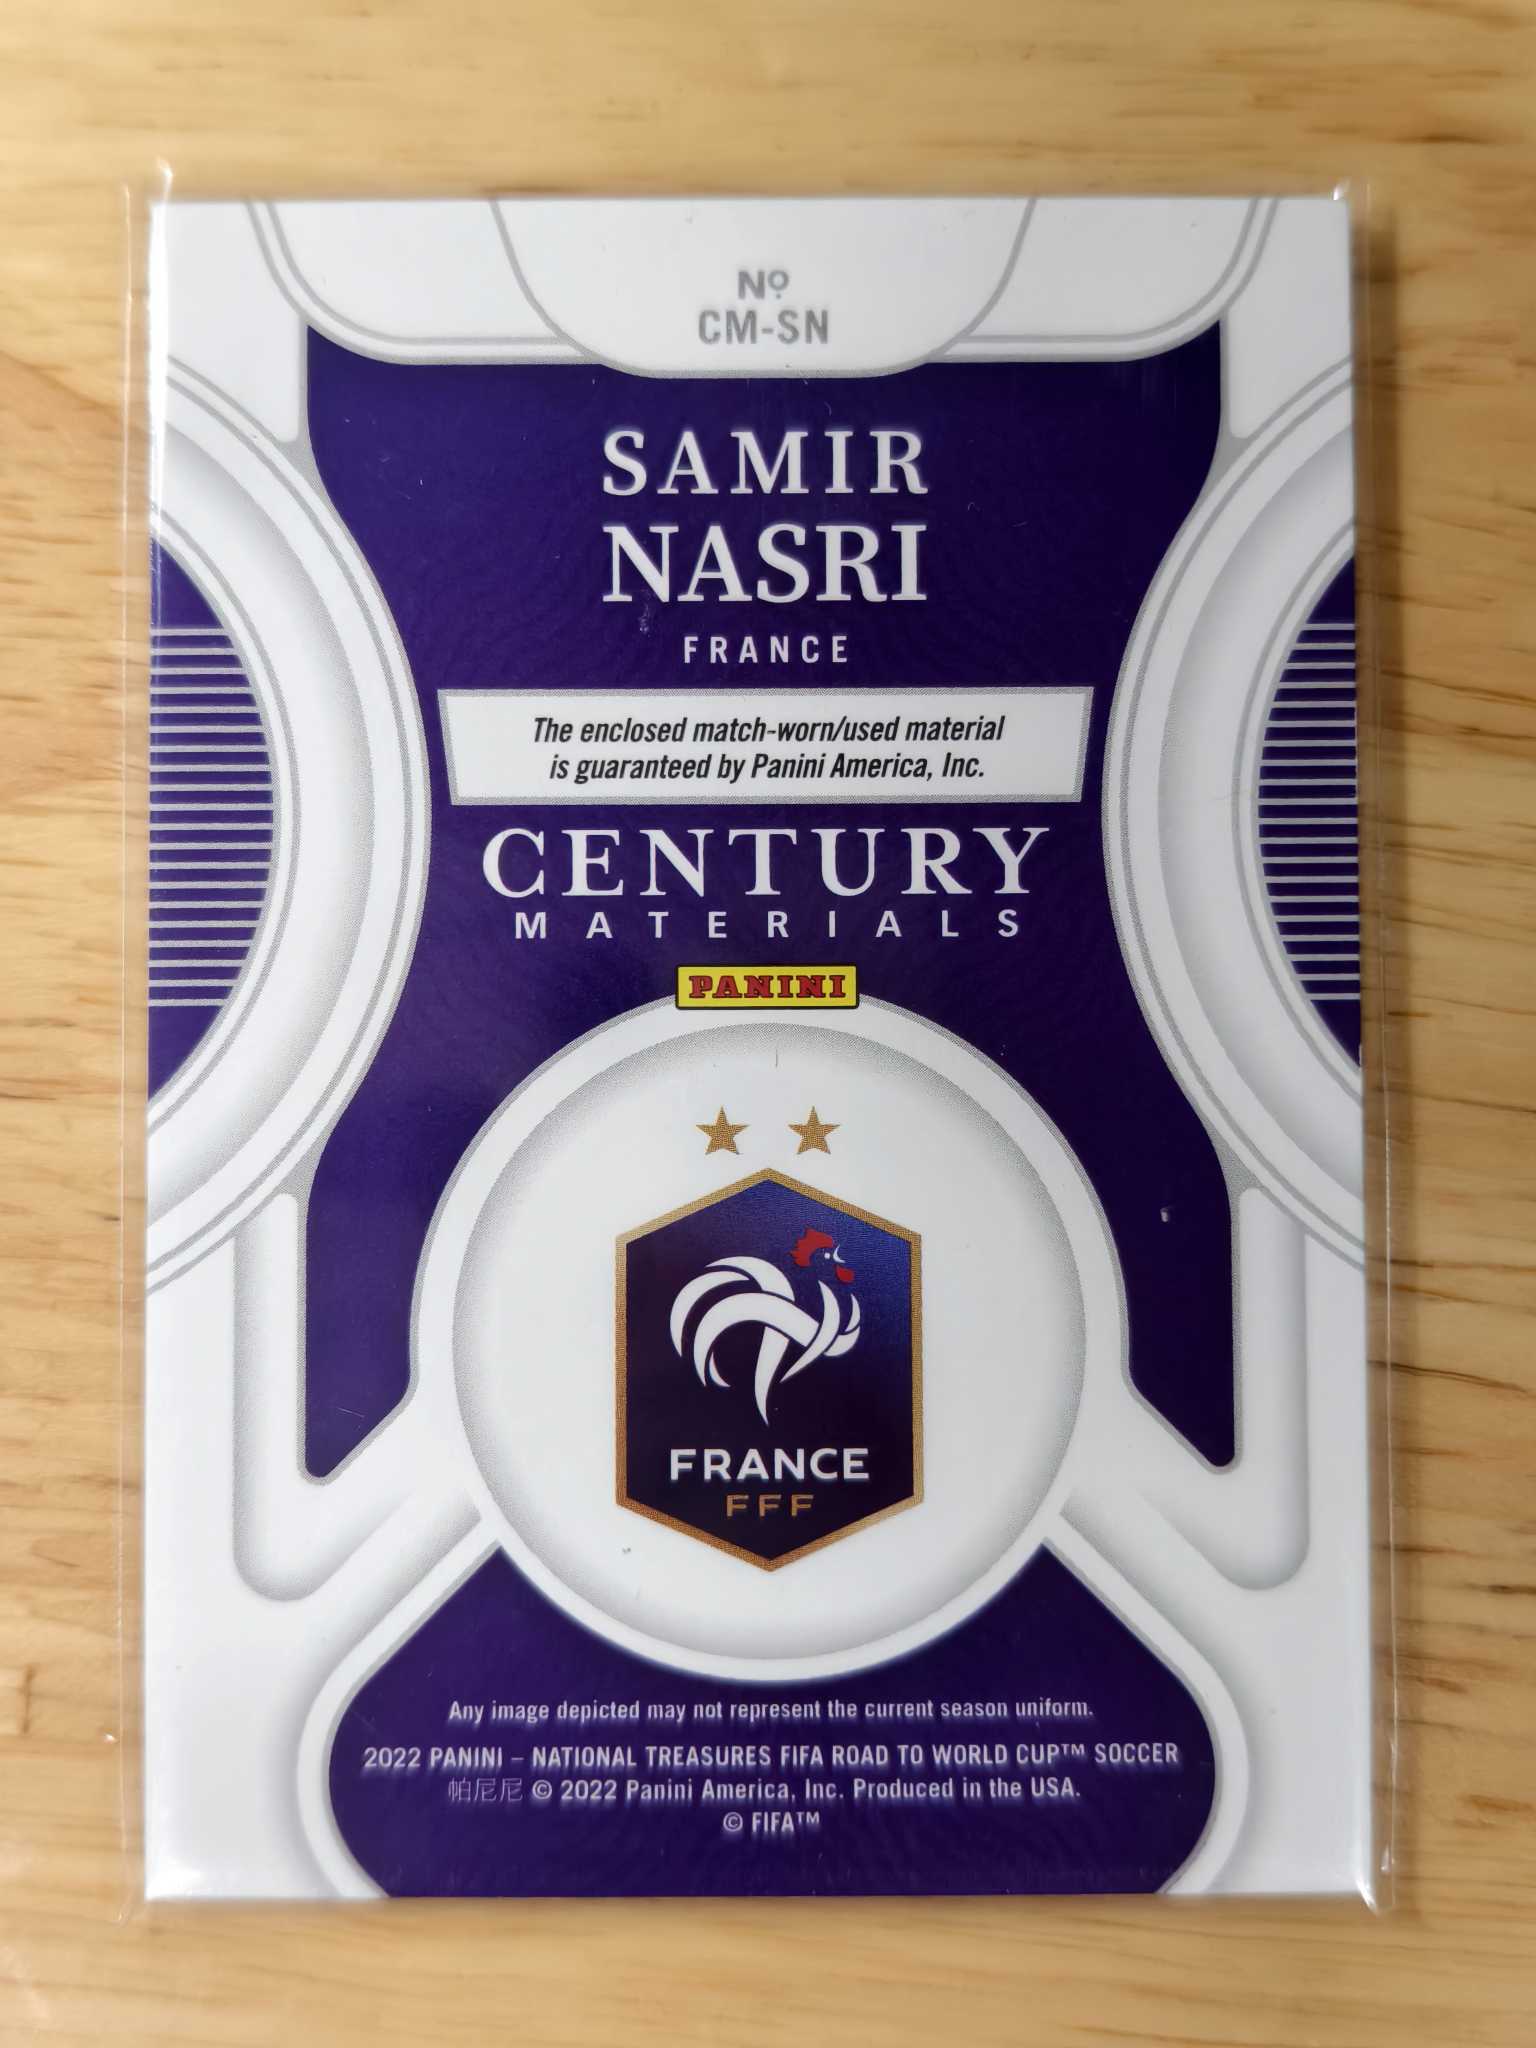 Nº
CM-SN
SAMIR
NASRI
FRANCE
The enclosed match-worn/used material
is guaranteed by Panini America, Inc.
CENTURY
MATERIALS
PANINI
FRANCE
FFF
Any image depicted may not represent the current season uniform.
2022 PANINI – NATIONAL TREASURES FIFA ROAD TO WORLD CUP™ SOCCER
帕尼尼 © 2022 Panini America, Inc. Produced in the USA.
© FIFA™